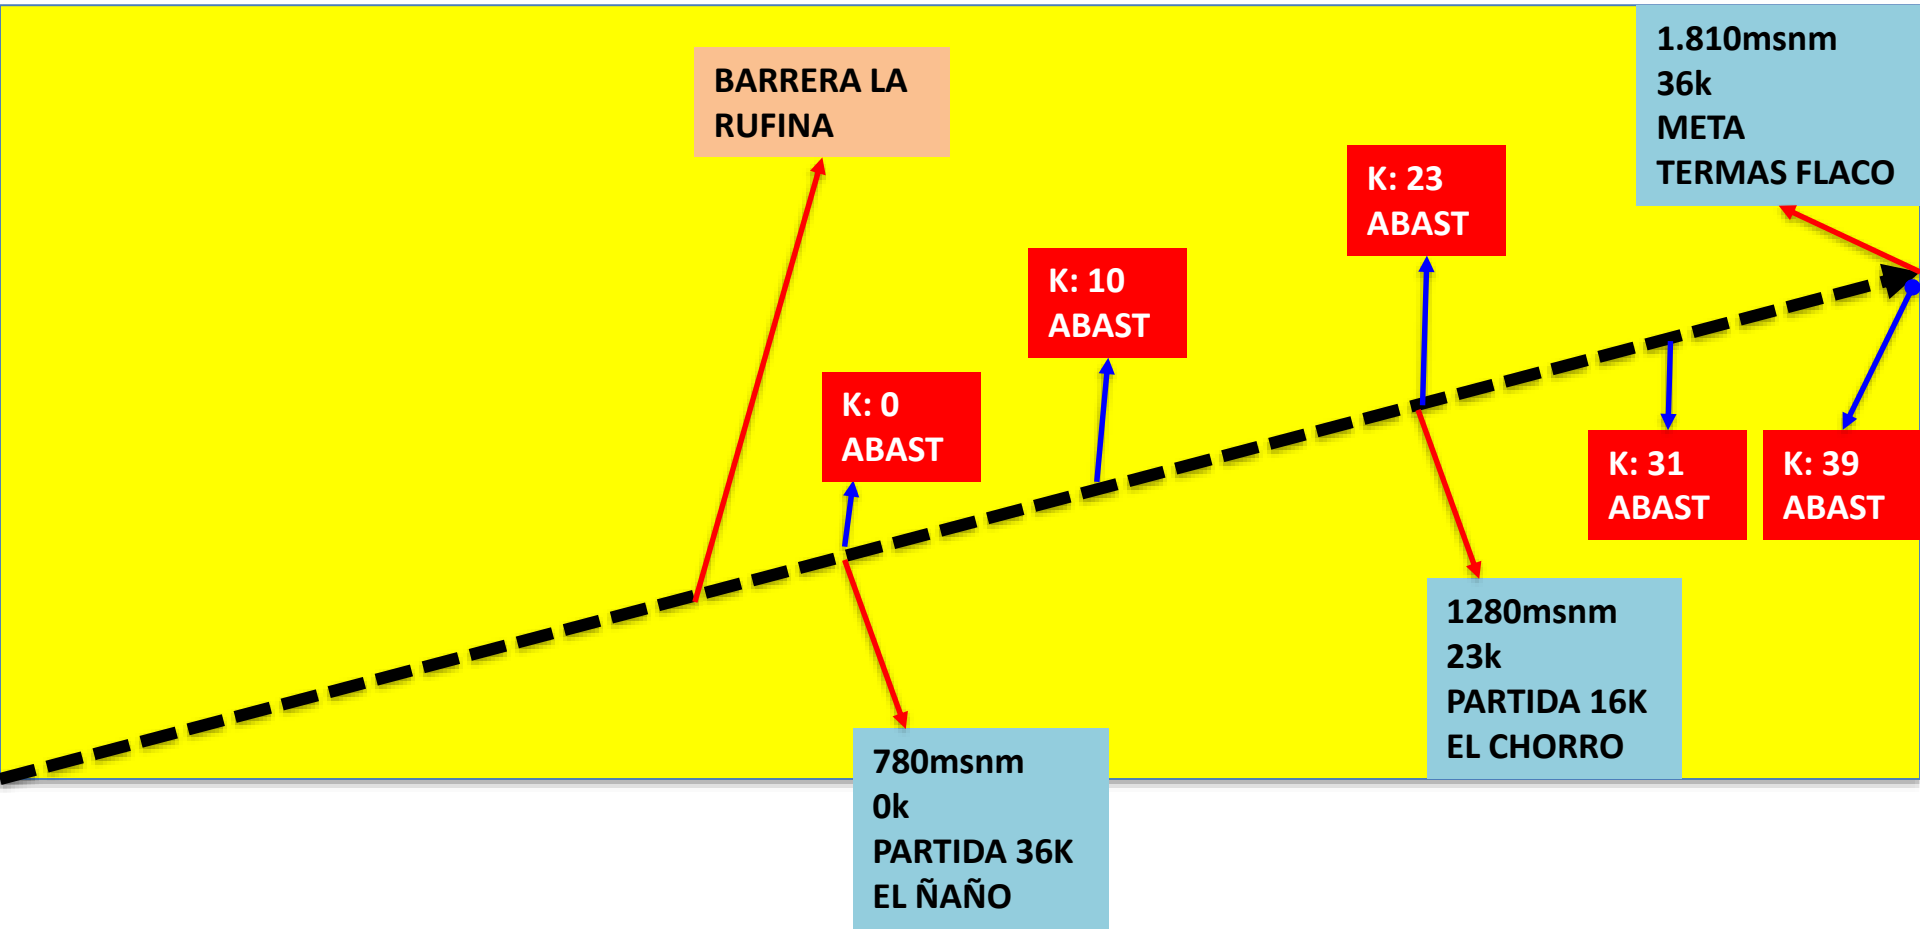 BARRERA LA
RUFINA
1.810msnm
36k
META
TERMAS FLACO
K: 23
ABAST
K: 10
ABAST
K: 0
ABAST
K: 31
ABAST
K: 39
ABAST
1280msnm
23k
PARTIDA 16K
EL CHORRO
780msnm
0k
PARTIDA 36K
EL ÑAÑO